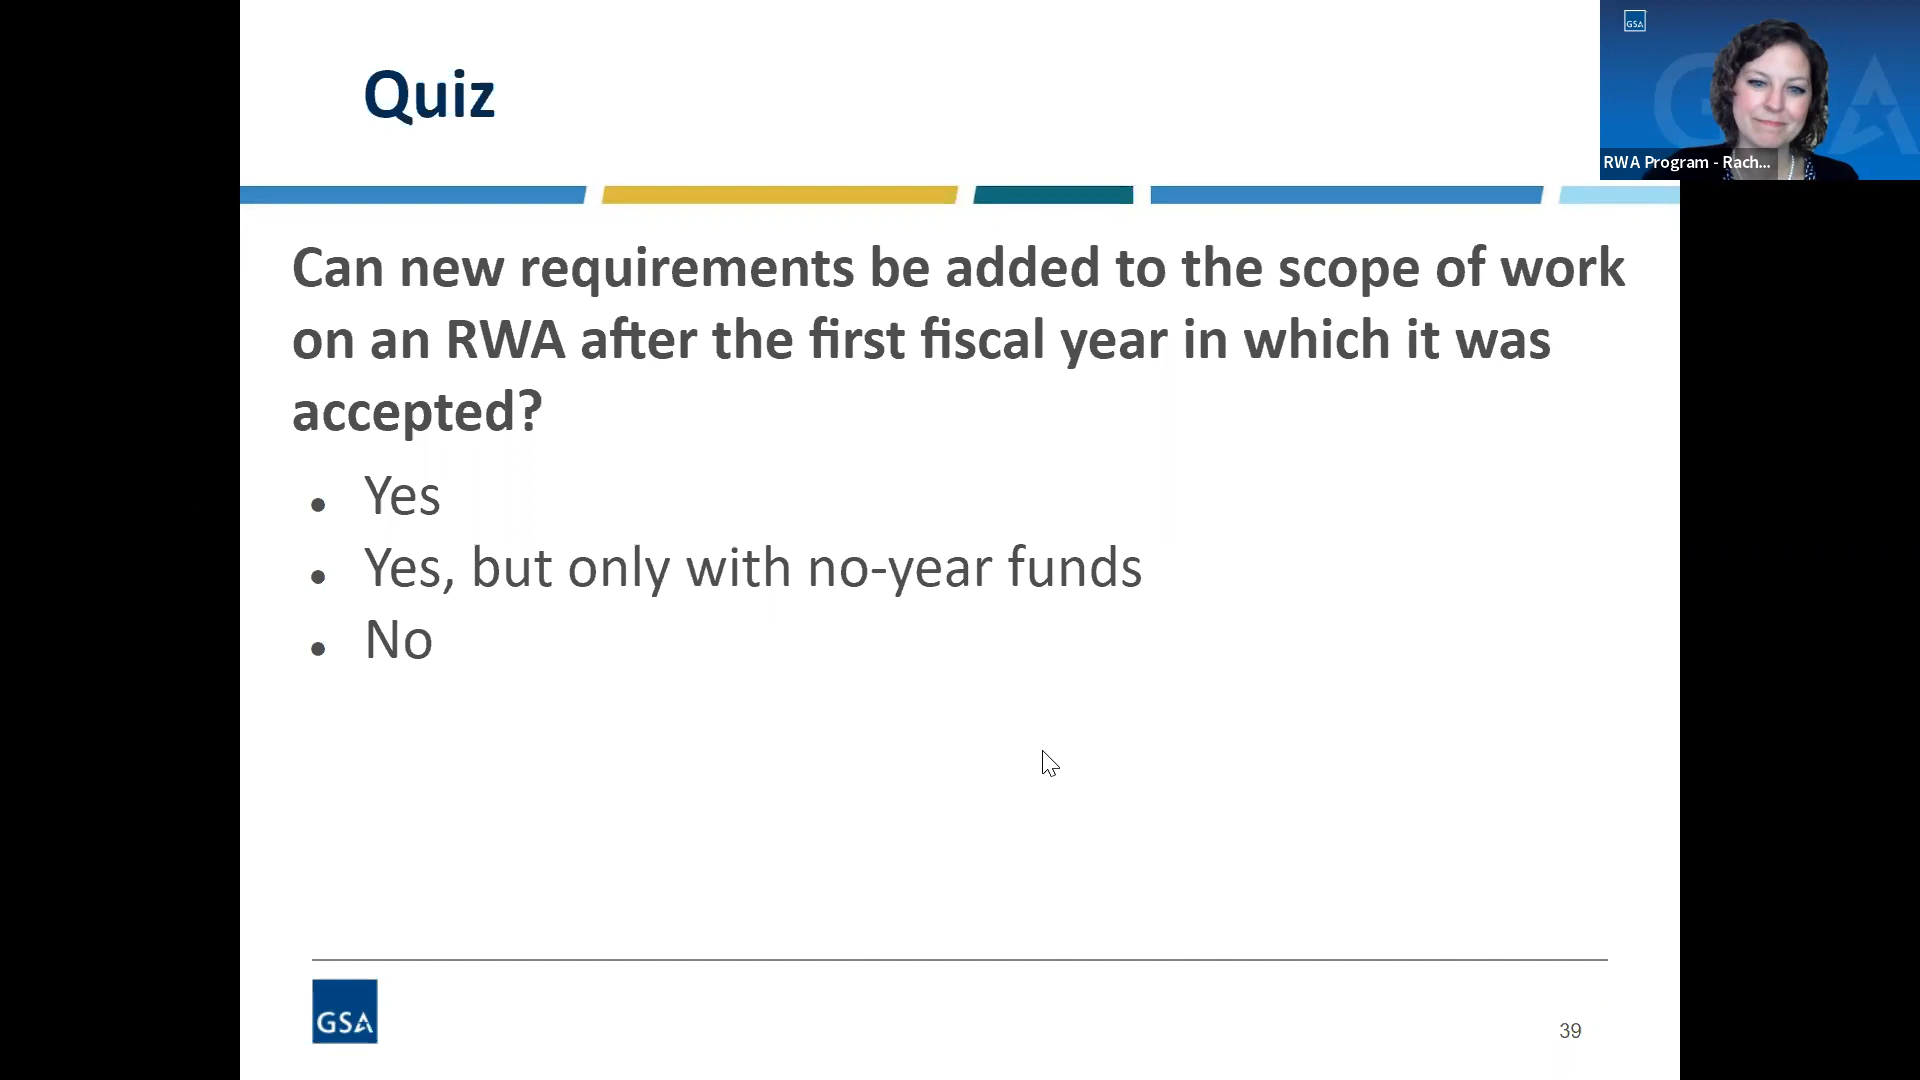 Quiz
GSA
RWA Program - Rach...
Can new requirements be added to the scope of work
on an RWA after the first fiscal year in which it was
accepted?
• Yes
• Yes, but only with no-year funds
• No
GSA
39